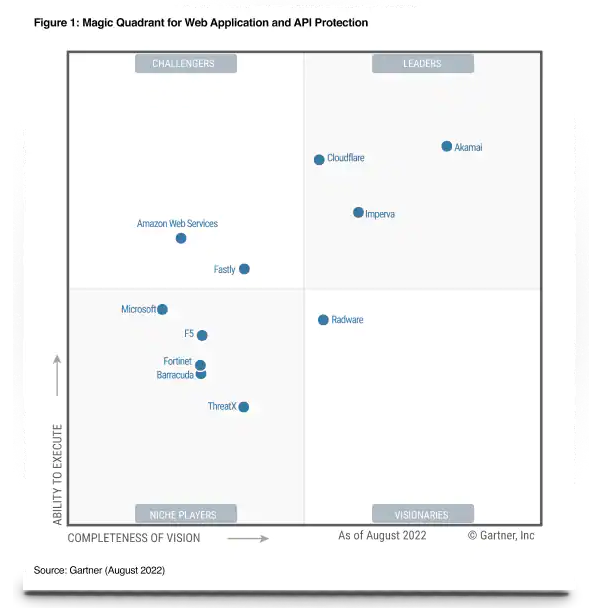 Figure 1: Magic Quadrant for Web Application and API Protection
CHALLENGERS
LEADERS
Akamai
Cloudflare
Imperva
Amazon Web Services
Fastly
Microsoft
Radware
F5
Fortinet
Barracuda
ThreatX
ABILITY TO EXECUTE
NICHE PLAYERS
VISIONARIES
COMPLETENESS OF VISION
As of August 2022
© Gartner, Inc
Source: Gartner (August 2022)